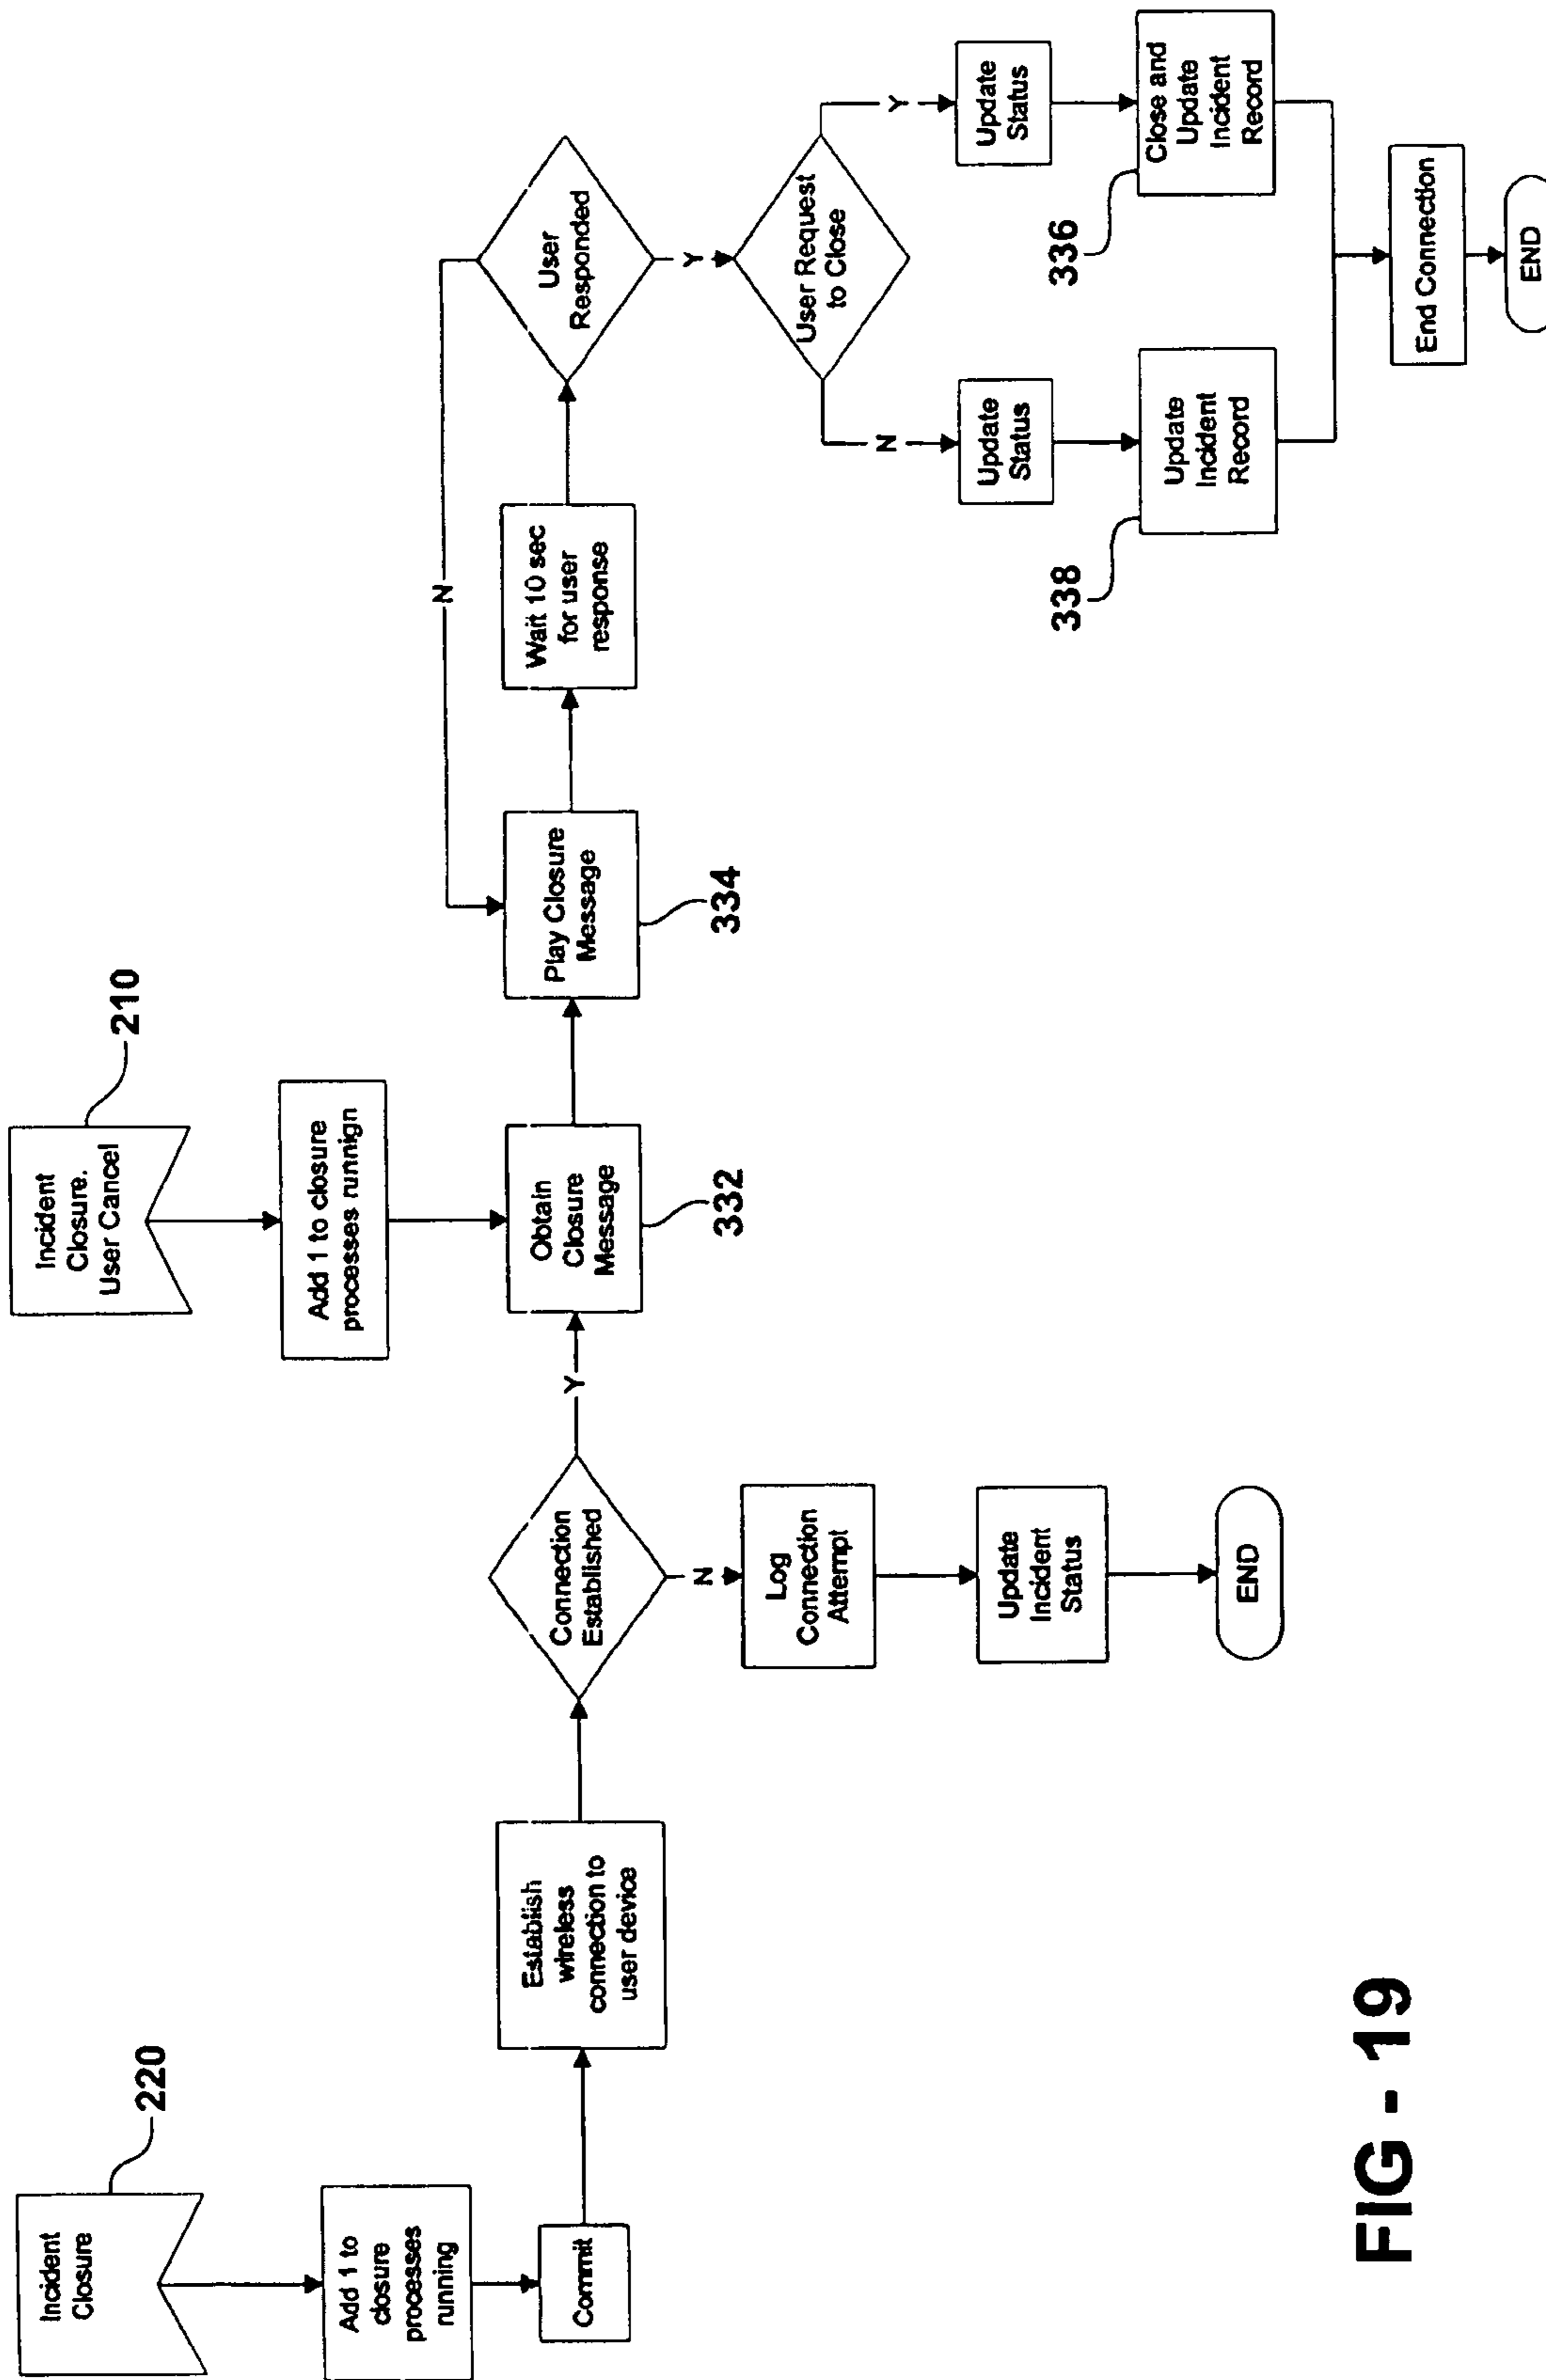 Incident
Closure
220
Add 1 to
closure
processes
running
Commit
Establish
wireless
connection to
user device
Connection
Established
N
Log
Connection
Attempt
Update
Incident
Status
END
Y
Incident
Closure.
User Cancel
210
Add 1 to closure
processes runnign
Obtain
Closure
Message
332
Play Closure
Message
334
Wait 10 sec
for user
response
User
Responded
N
Y
User Request
to Close
N
Update
Status
Update
Incident
Record
338
Y
Update
Status
Close and
Update
Incident
Record
336
End Connection
END
FIG - 19